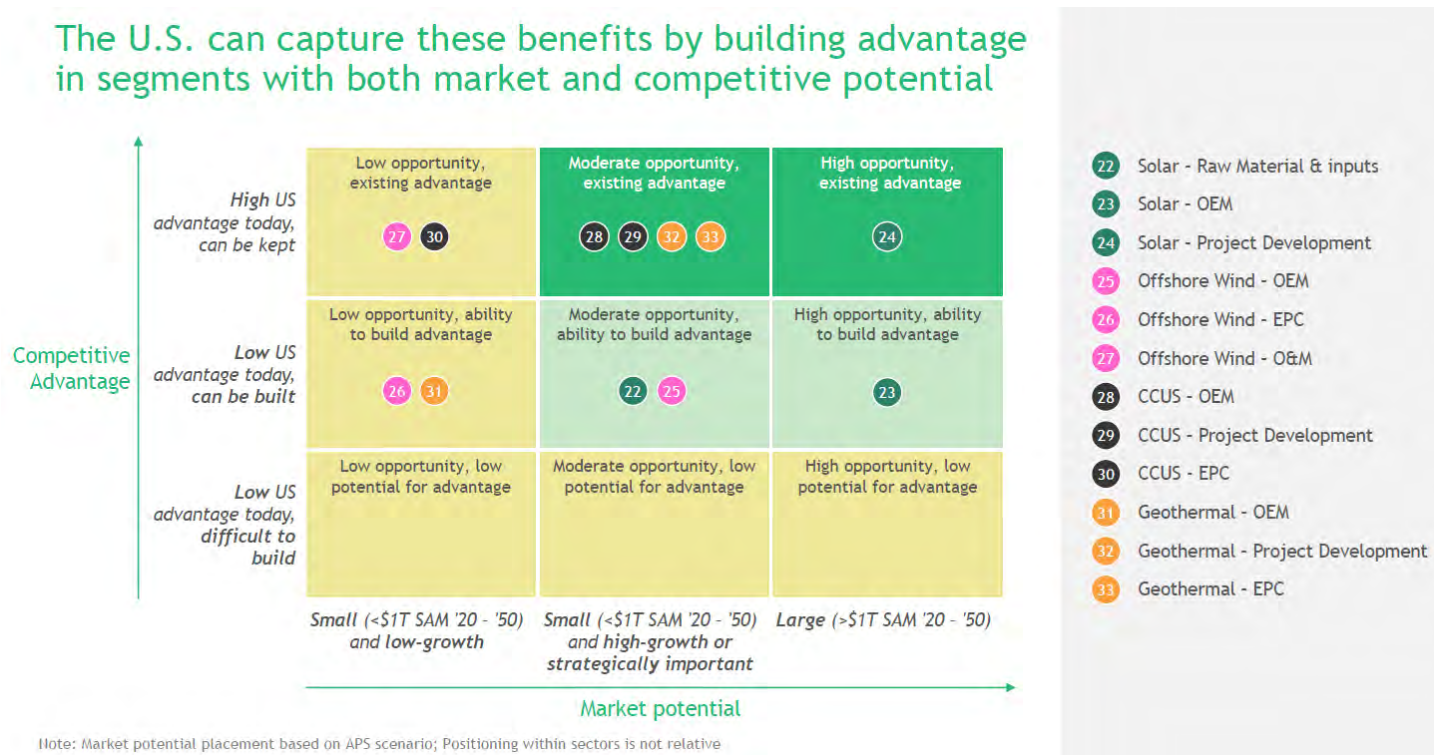 The U.S. can capture these benefits by building advantage
in segments with both market and competitive potential
Competitive
Advantage
High US
advantage today,
can be kept
Low opportunity,
existing advantage
27 30
Moderate opportunity,
existing advantage
28 29 32 33
High opportunity,
existing advantage
24
Low US
advantage today,
can be built
Low opportunity, ability
to build advantage
26 31
Moderate opportunity,
ability to build advantage
22 25
High opportunity, ability
to build advantage
23
Low US
advantage today,
difficult to
build
Low opportunity, low
potential for advantage
Moderate opportunity, low
potential for advantage
High opportunity, low
potential for advantage
Small (<$1T SAM '20 – '50)
and low-growth
Small (<$1T SAM '20 – '50)
and high-growth or
strategically important
Large (>$1T SAM '20 – '50)
Market potential
22 Solar – Raw Material & inputs
23 Solar – OEM
24 Solar – Project Development
25 Offshore Wind – OEM
26 Offshore Wind – EPC
27 Offshore Wind – O&M
28 CCUS – OEM
29 CCUS – Project Development
30 CCUS – EPC
31 Geothermal – OEM
32 Geothermal – Project Development
33 Geothermal – EPC
Note: Market potential placement based on APS scenario; Positioning within sectors is not relative